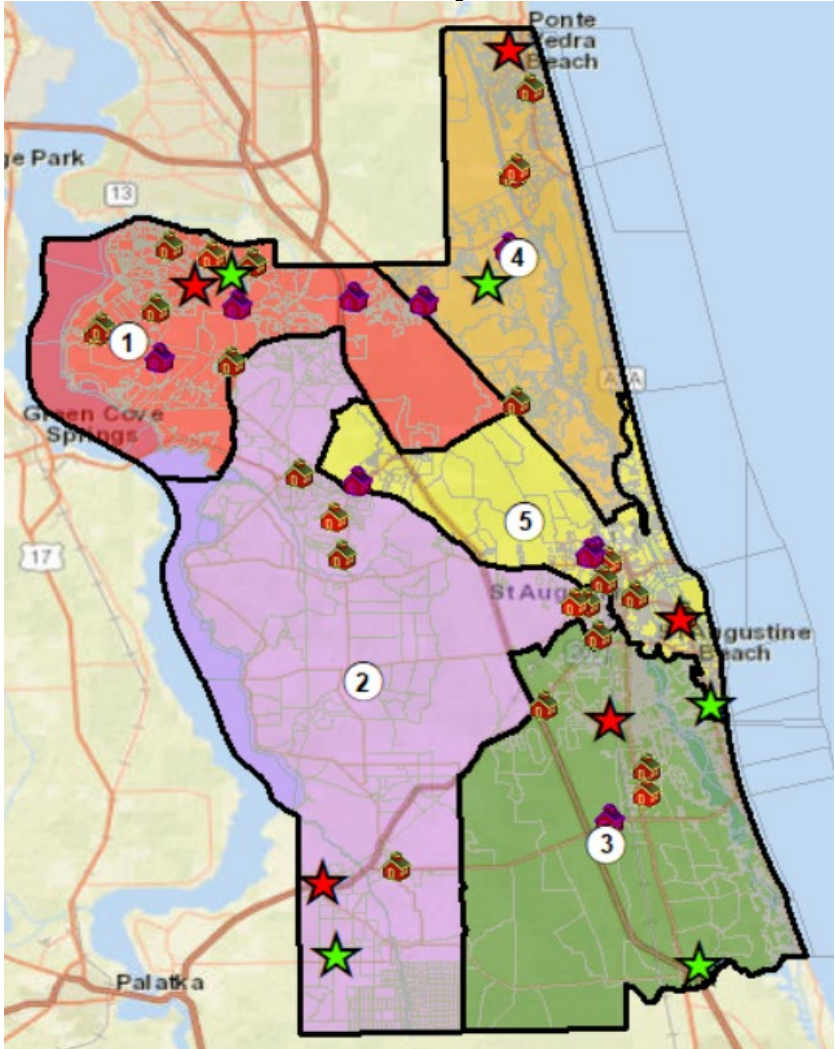 Ponte
Vedra
Beach
ge Park
13
4
1
Green Cove
Springs
A1A
5
17
St Augustine
Beach
2
3
Palatka